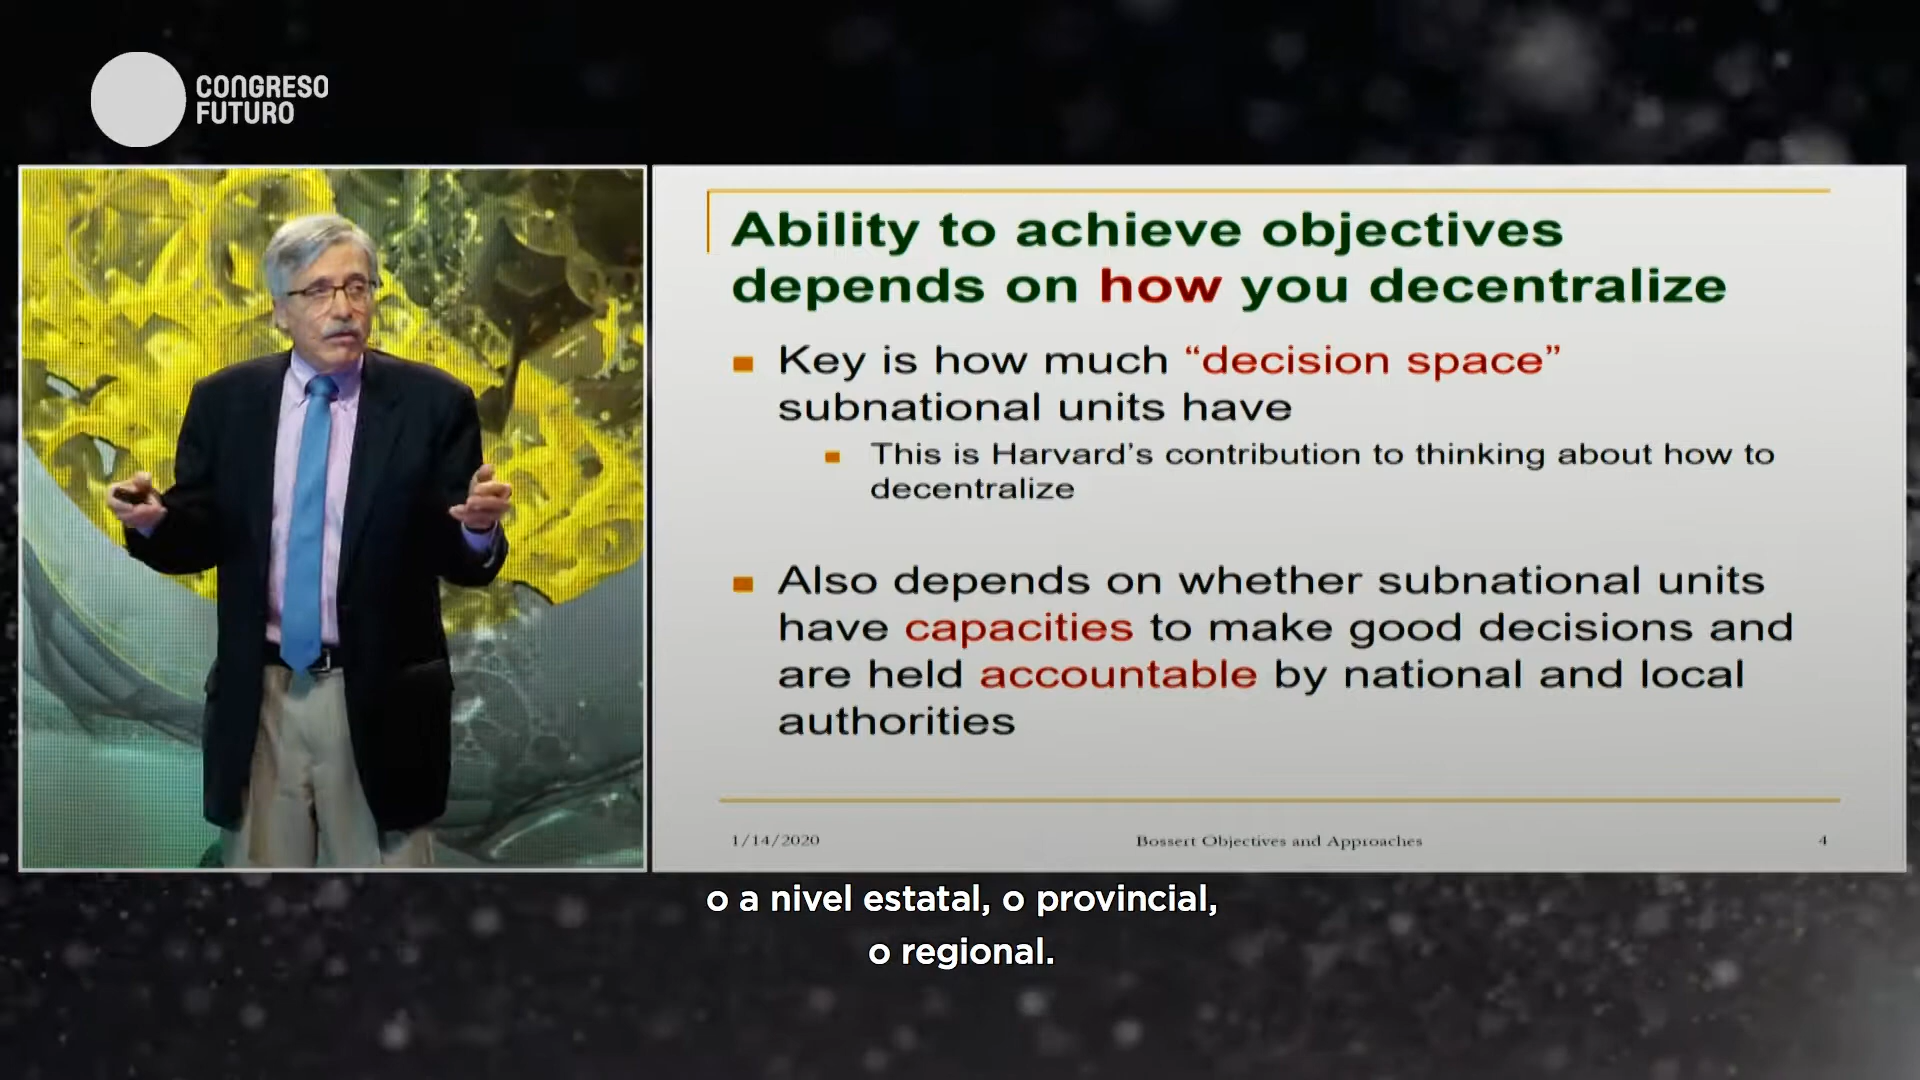 CONGRESO
FUTURO
Ability to achieve objectives
depends on how you decentralize
Key is how much “decision space”
subnational units have
This is Harvard’s contribution to thinking about how to
decentralize
Also depends on whether subnational units
have capacities to make good decisions and
are held accountable by national and local
authorities
1/14/2020
Bossert Objectives and Approaches
4
o a nivel estatal, o provincial,
o regional.